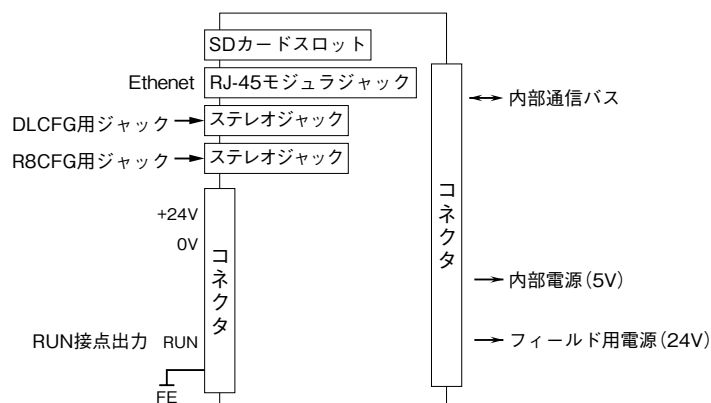 SDカードスロット
Ethenet RJ-45モジュラジャック
DLCFG用ジャック ステレオジャック
R8CFG用ジャック ステレオジャック
+24V
0V
コネクタ
RUN接点出力 RUN
FE
コネクタ
内部通信バス
内部電源(5V)
フィールド用電源(24V)